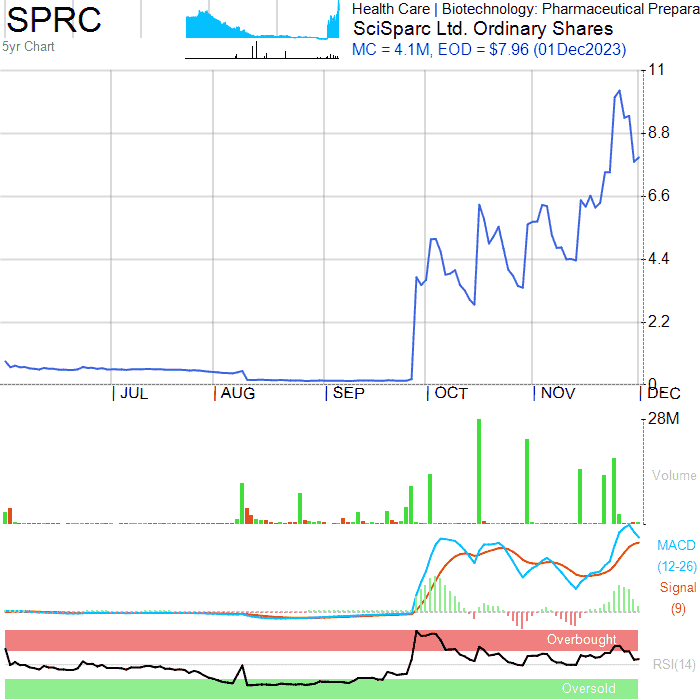 SPRC
5yr Chart
Health Care | Biotechnology: Pharmaceutical Prepara
SciSparc Ltd. Ordinary Shares
MC = 4.1M, EOD = $7.96 (01Dec2023)
11
8.8
6.6
4.4
2.2
0
JUL
AUG
SEP
OCT
NOV
DEC
28M
Volume
MACD
(12-26)
Signal
(9)
Overbought
RSI(14)
Oversold